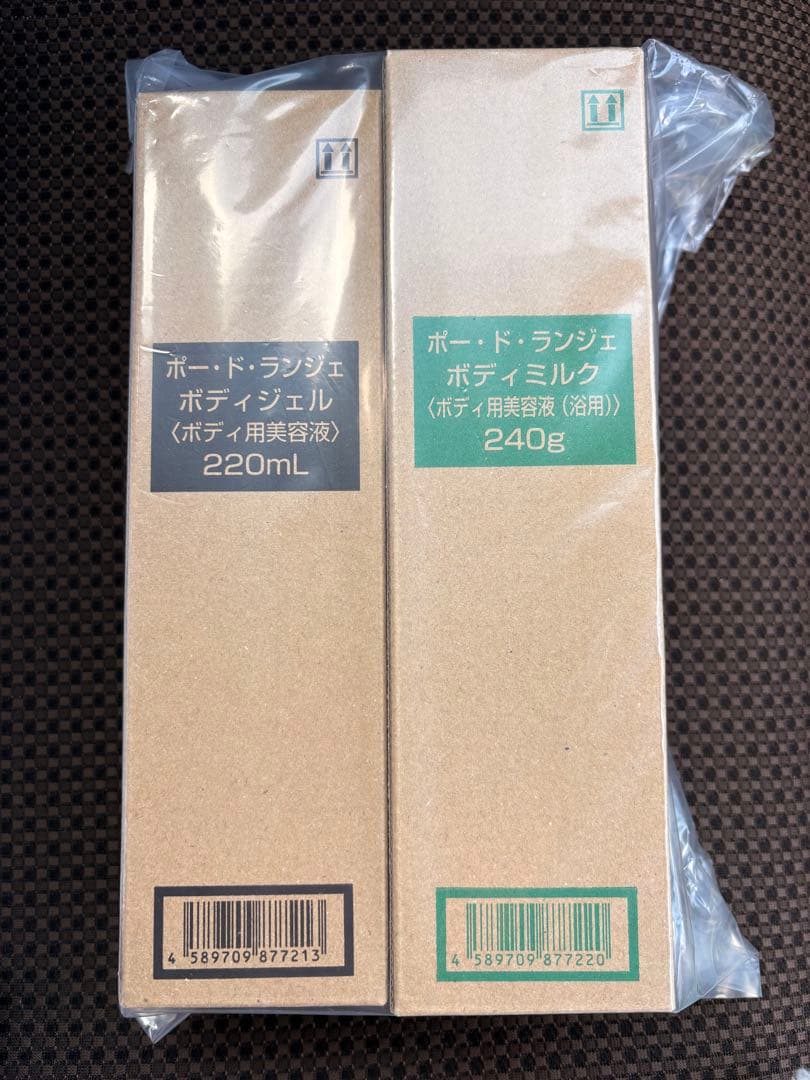 ポー・ド・ランジェ
ボディジェル
〈ボディ用美容液〉
220mL
4 589709 877213
ポー・ド・ランジェ
ボディミルク
〈ボディ用美容液（浴用）〉
240g
4 589709 877220